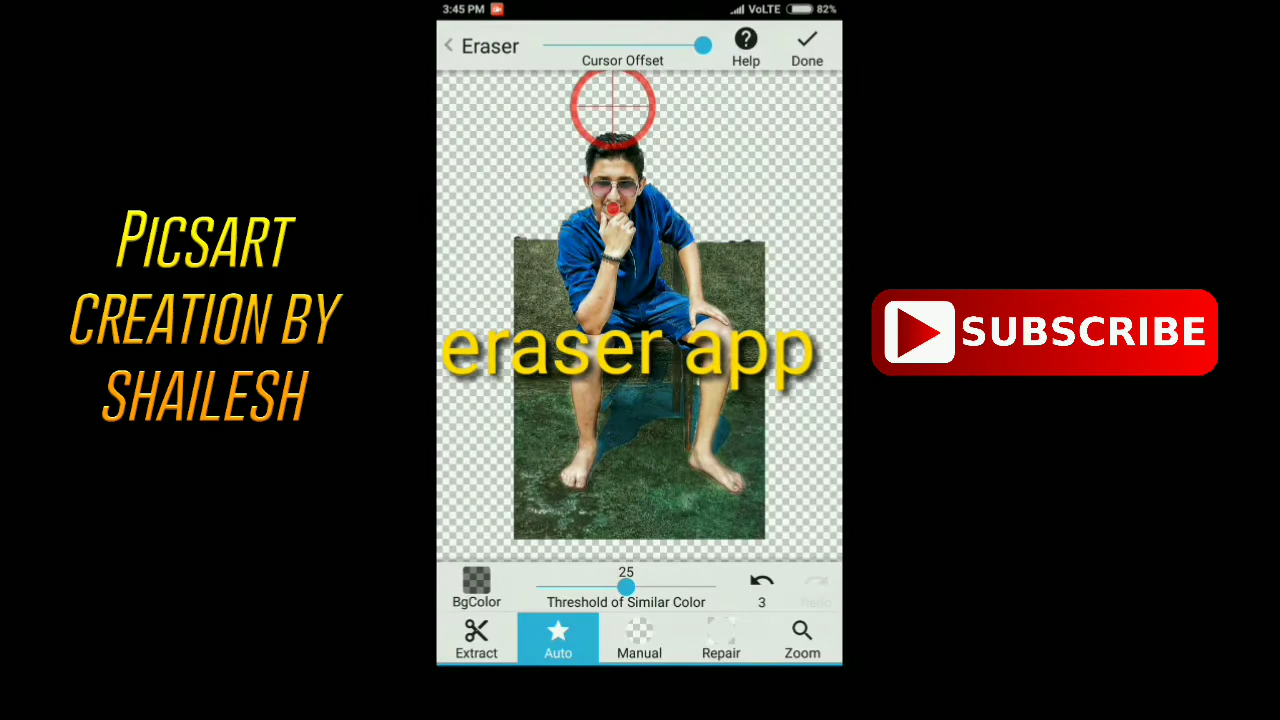 3:45 PM
VoLTE 82%
Eraser
Cursor Offset
Help
Done
PICSART
CREATION BY
SHAILESH
eraser app
SUBSCRIBE
25
BgColor
Threshold of Similar Color
3
Redo
Extract
Auto
Manual
Repair
Zoom